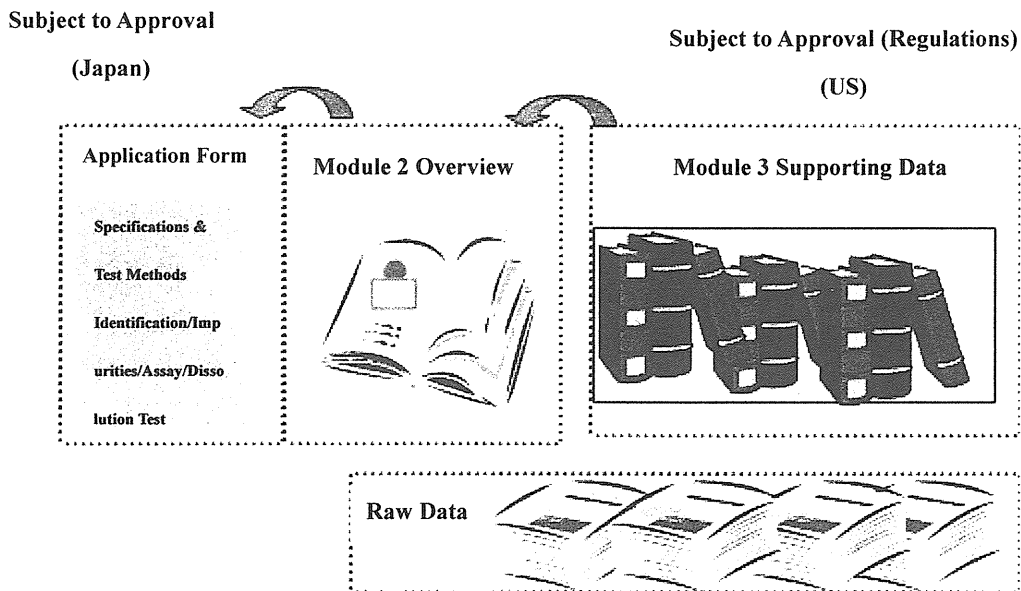 Subject to Approval
(Japan)
Subject to Approval (Regulations)
(US)
Application Form
Specifications &
Test Methods
Identification/Imp
urities/Assay/Disso
lution Test
Module 2 Overview
Module 3 Supporting Data
Raw Data